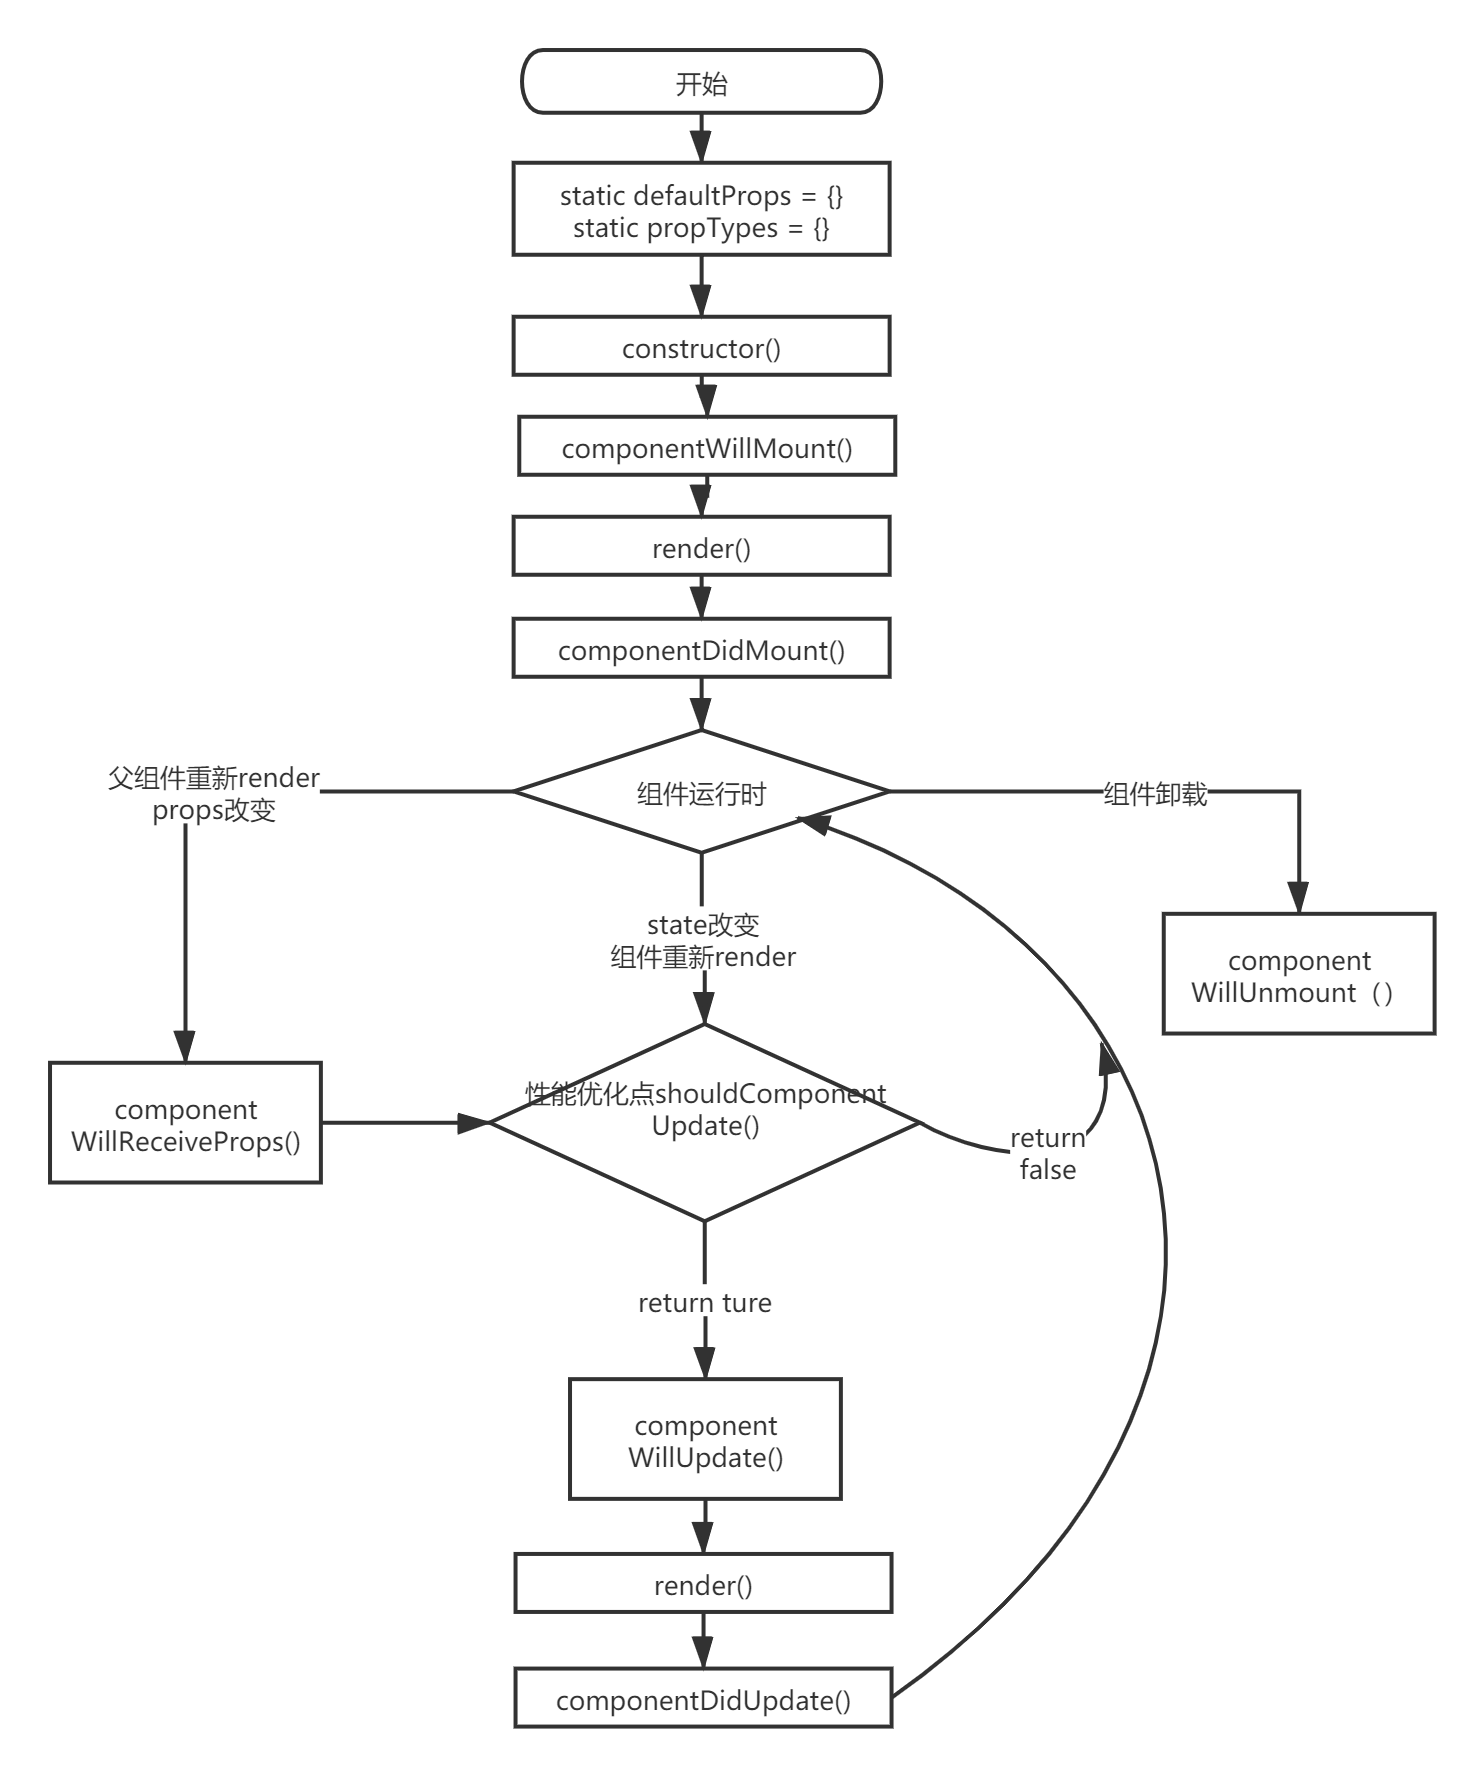 开始
static defaultProps = {}
static propTypes = {}
constructor()
componentWillMount()
render()
componentDidMount()
组件运行时
父组件重新render
props改变
组件卸载
state改变
组件重新render
component
WillUnmount（）
性能优化点shouldComponent
Update()
component
WillReceiveProps()
return
false
return ture
component
WillUpdate()
render()
componentDidUpdate()